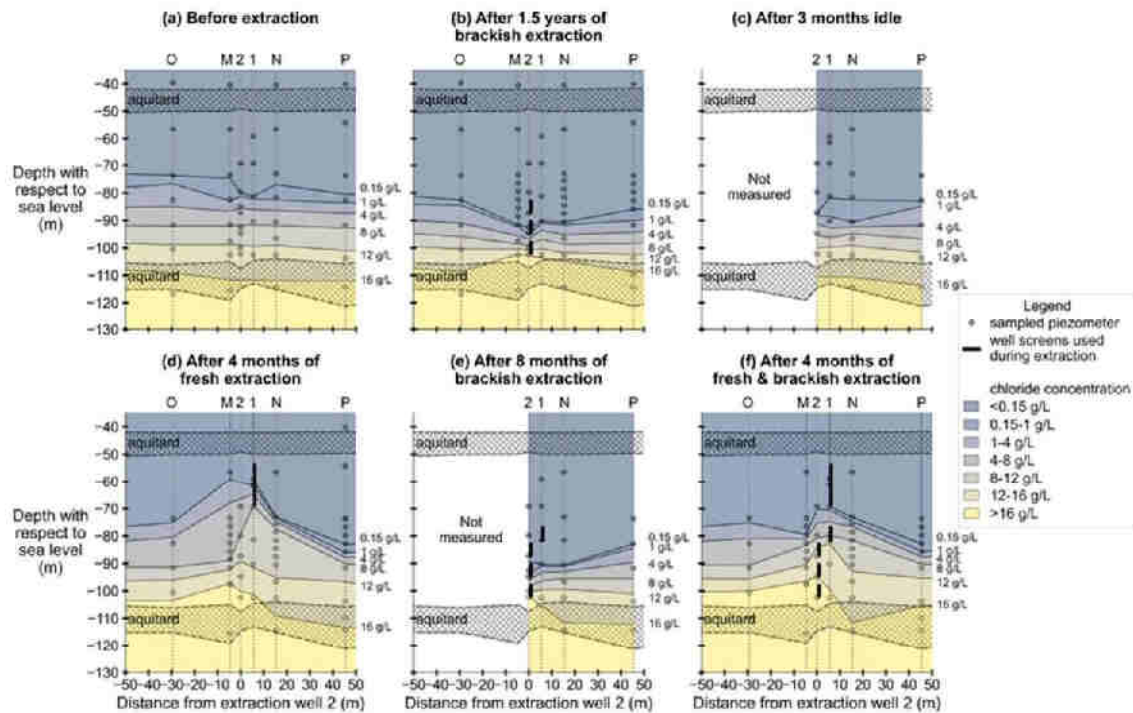 (a) Before extraction
(b) After 1.5 years of
brackish extraction
(c) After 3 months idle
O M 2 1 N P
O M 2 1 N P
2 1 N P
−40
−50
−60
−70
−80
−90
−100
−110
−120
−130
Depth with
respect to
sea level
(m)
aquitard
aquitard
0.15 g/L
1 g/L
4 g/L
8 g/L
12 g/L
16 g/L
aquitard
aquitard
0.15 g/L
1 g/L
4 g/L
8 g/L
12 g/L
16 g/L
Not
measured
0.15 g/L
1 g/L
4 g/L
8 g/L
12 g/L
16 g/L
(d) After 4 months of
fresh extraction
(e) After 8 months of
brackish extraction
(f) After 4 months of
fresh & brackish extraction
O M 2 1 N P
2 1 N P
O M 2 1 N P
−40
−50
−60
−70
−80
−90
−100
−110
−120
−130
Depth with
respect to
sea level
(m)
aquitard
aquitard
0.15 g/L
1 g/L
4 g/L
8 g/L
12 g/L
16 g/L
aquitard
Not
measured
aquitard
0.15 g/L
1 g/L
4 g/L
8 g/L
12 g/L
16 g/L
aquitard
aquitard
0.15 g/L
1 g/L
4 g/L
8 g/L
12 g/L
16 g/L
−50 −40 −30 −20 −10 0 10 20 30 40 50
−50 −40 −30 −20 −10 0 10 20 30 40 50
−50 −40 −30 −20 −10 0 10 20 30 40 50
Distance from extraction well 2 (m)
Distance from extraction well 2 (m)
Distance from extraction well 2 (m)
Legend
sampled piezometer
well screens used
during extraction
chloride concentration
<0.15 g/L
0.15-1 g/L
1-4 g/L
4-8 g/L
8-12 g/L
12-16 g/L
>16 g/L